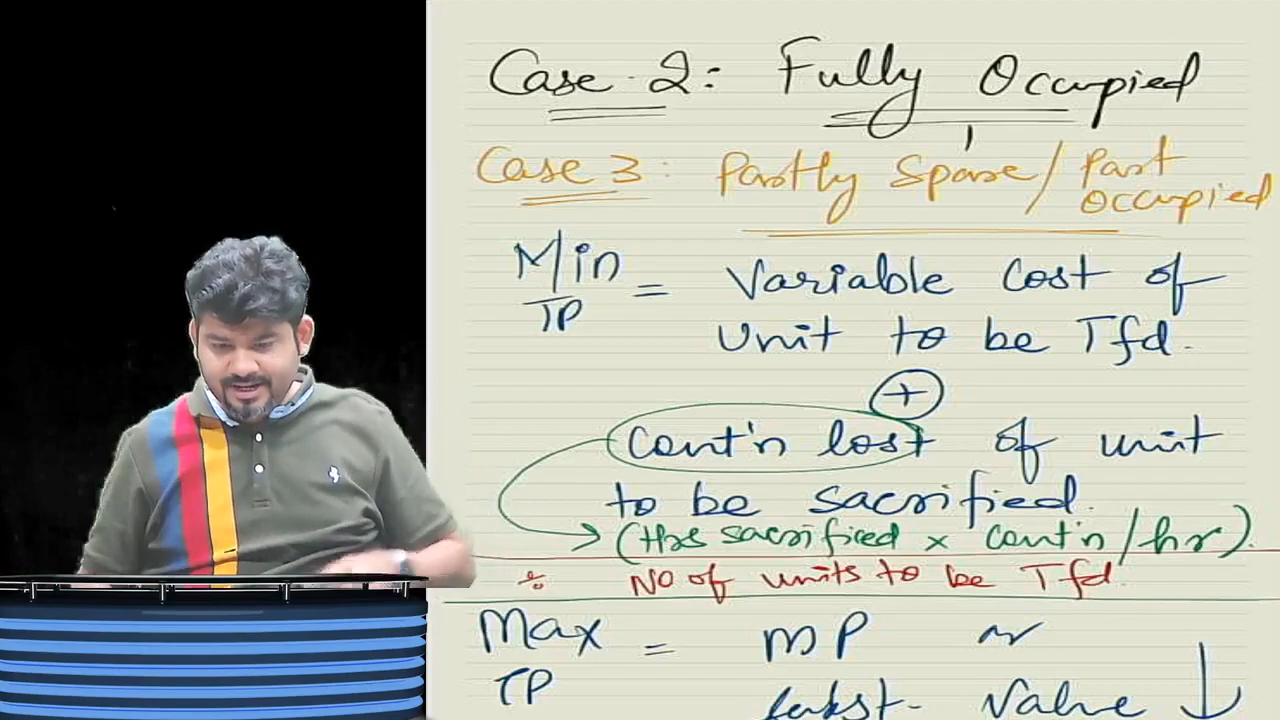 Case 2: Fully Occupied
Case 3: Partly Spare/Part Occupied
Min TP = Variable Cost of Unit to be Tfd.
+
Cont'n lost of unit to be sacrified.
(Hrs sacrified x cont'n/hr).
÷ No of units to be Tfd.
Max TP = MP or
Value ↓